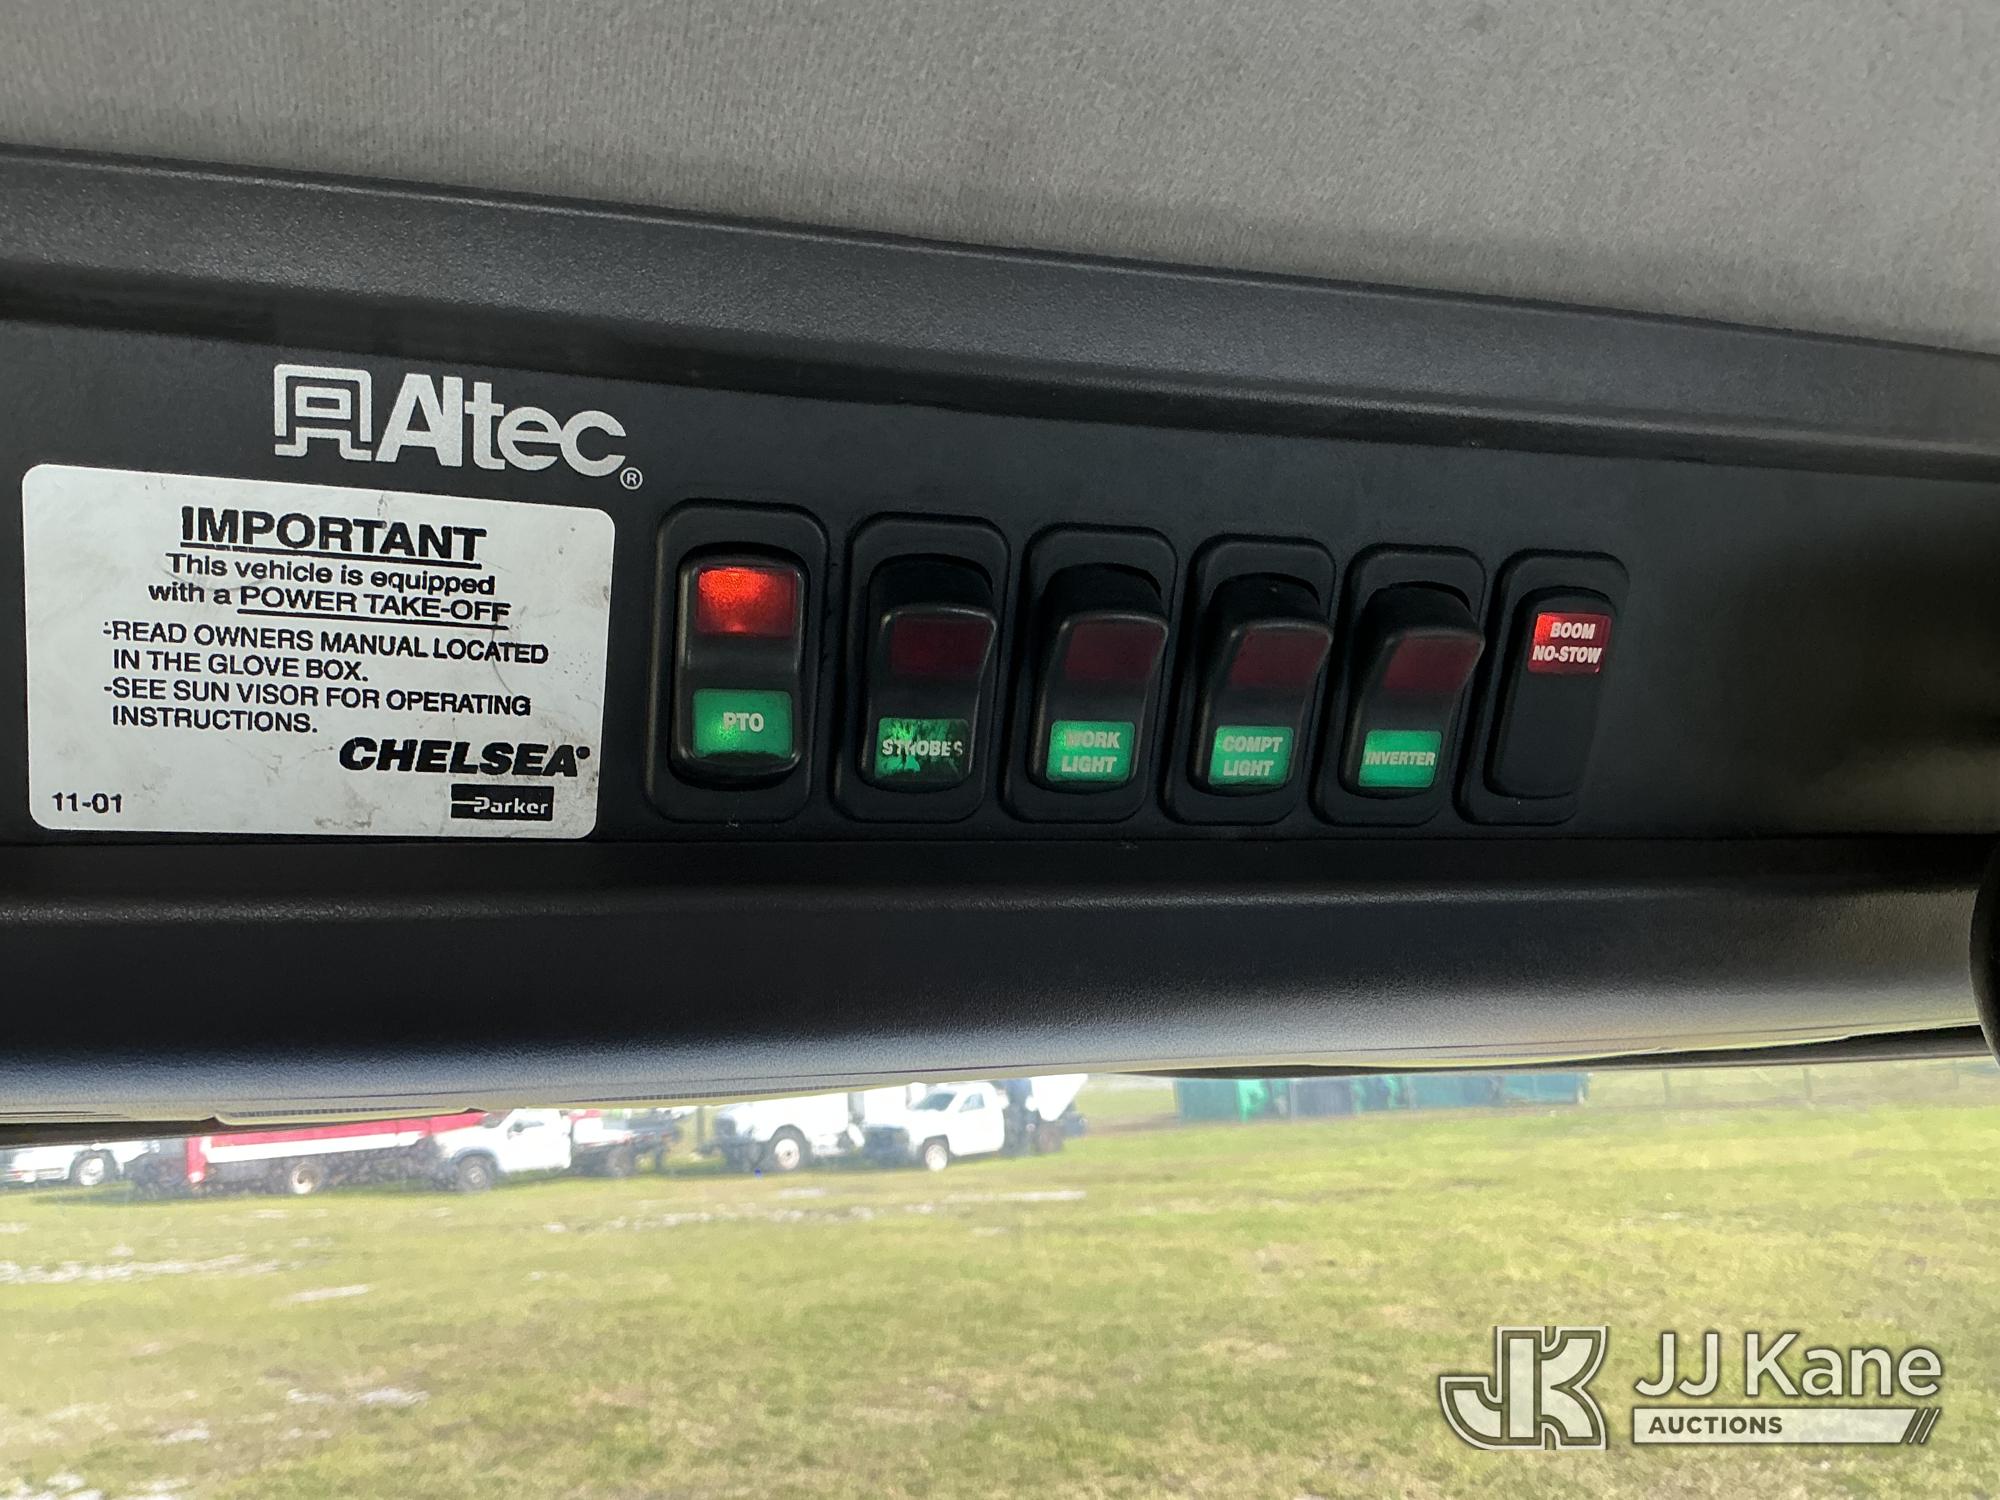 Altec®
IMPORTANT
This vehicle is equipped
with a POWER TAKE-OFF
-READ OWNERS MANUAL LOCATED
IN THE GLOVE BOX.
-SEE SUN VISOR FOR OPERATING
INSTRUCTIONS.
CHELSEA®
11-01
Parker
PTO
STROBES
WORK
LIGHT
COMPT
LIGHT
INVERTER
BOOM
NO-STOW
JK
JJ Kane
AUCTIONS